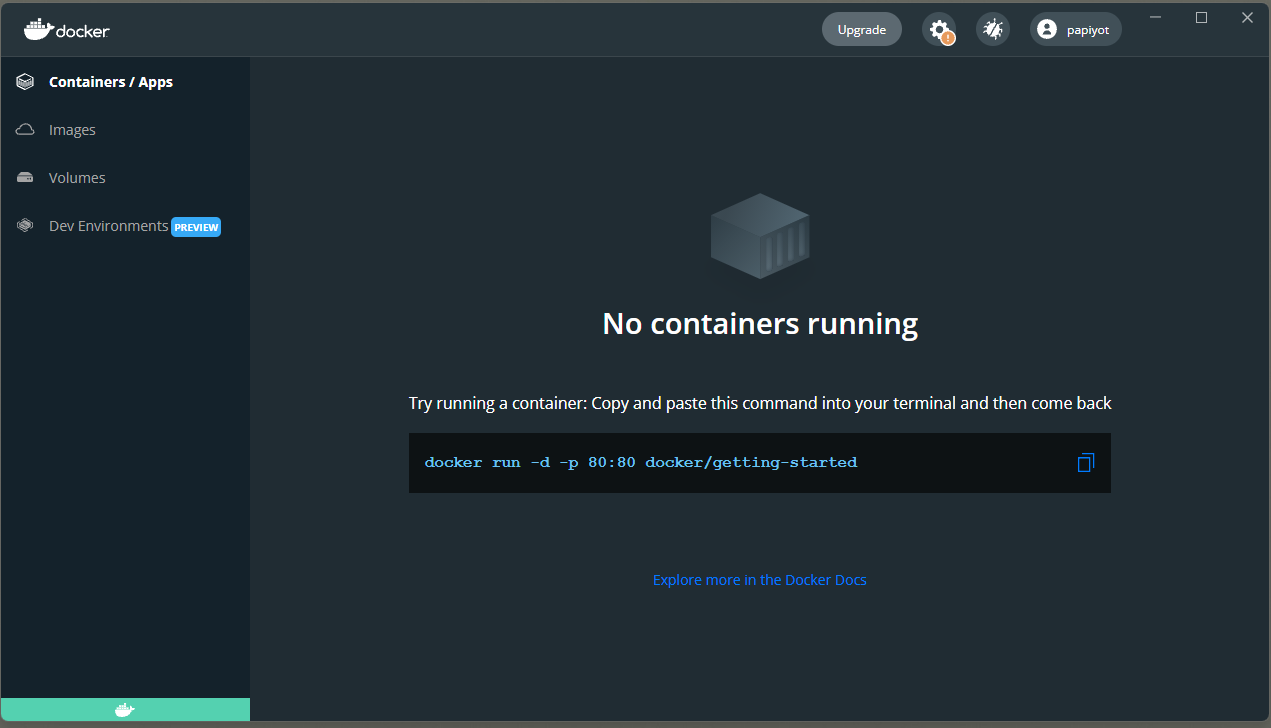 docker
Upgrade
papiyot
Containers / Apps
Images
Volumes
Dev Environments PREVIEW
No containers running
Try running a container: Copy and paste this command into your terminal and then come back
docker run -d -p 80:80 docker/getting-started
Explore more in the Docker Docs